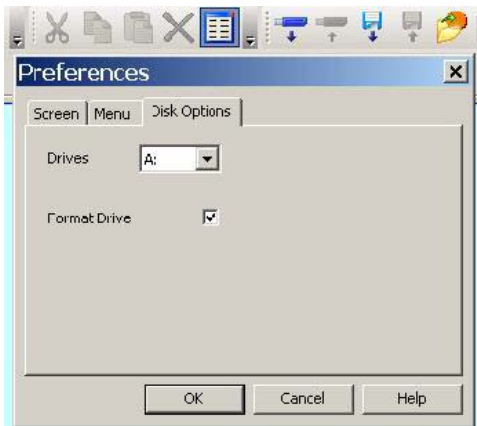 Preferences
Screen Menu Disk Options
Drives A:
Format Drive
OK Cancel Help